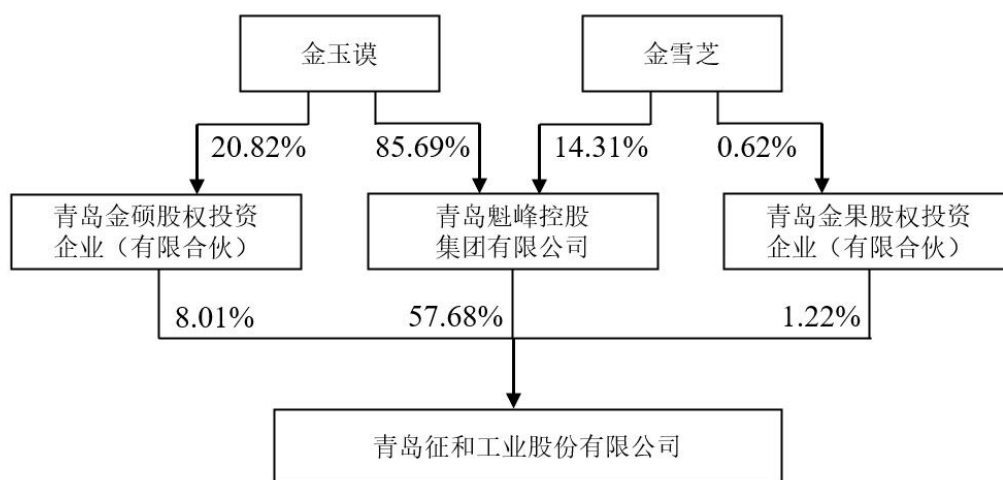 金玉谟
金雪芝
20.82%
85.69%
14.31%
0.62%
青岛金硕股权投资
企业（有限合伙）
青岛魁峰控股
集团有限公司
青岛金果股权投资
企业（有限合伙）
8.01%
57.68%
1.22%
青岛征和工业股份有限公司